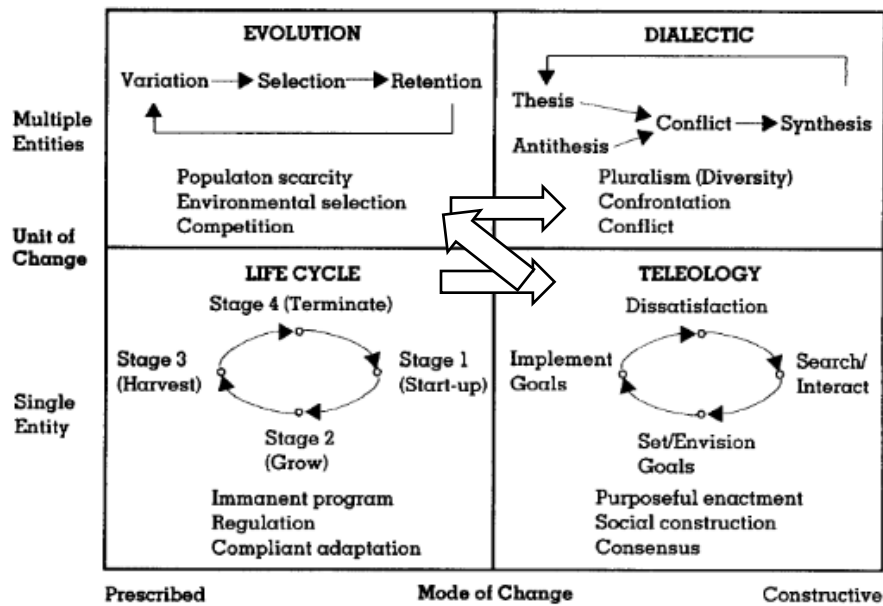 EVOLUTION
Variation Selection Retention
Populaton scarcity
Environmental selection
Competition
DIALECTIC
Thesis
Antithesis
Conflict Synthesis
Pluralism (Diversity)
Confrontation
Conflict
Multiple
Entities
Unit of
Change
Single
Entity
LIFE CYCLE
Stage 4 (Terminate)
Stage 3
(Harvest)
Stage 1
(Start-up)
Stage 2
(Grow)
Immanent program
Regulation
Compliant adaptation
TELEOLOGY
Dissatisfaction
Implement
Goals
Search/
Interact
Set/Envision
Goals
Purposeful enactment
Social construction
Consensus
Prescribed Mode of Change Constructive